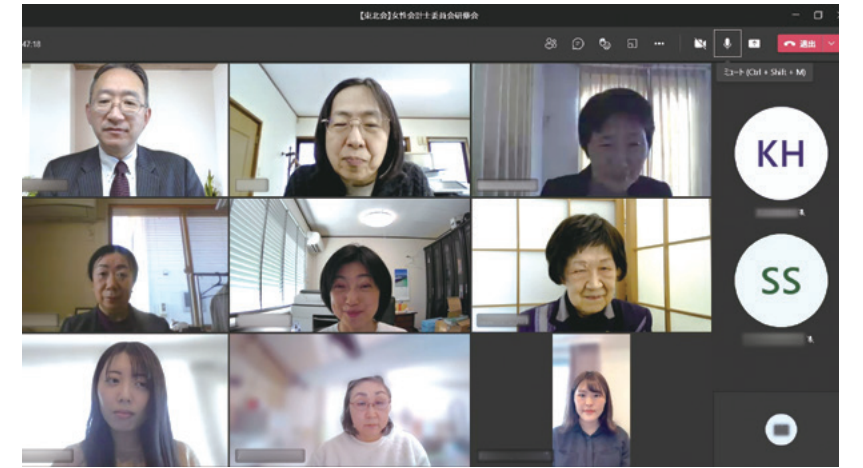 【東北会】女性会計士委員会研修会
47:18
退出
ミュート (Ctrl + Shift + M)
KH
SS